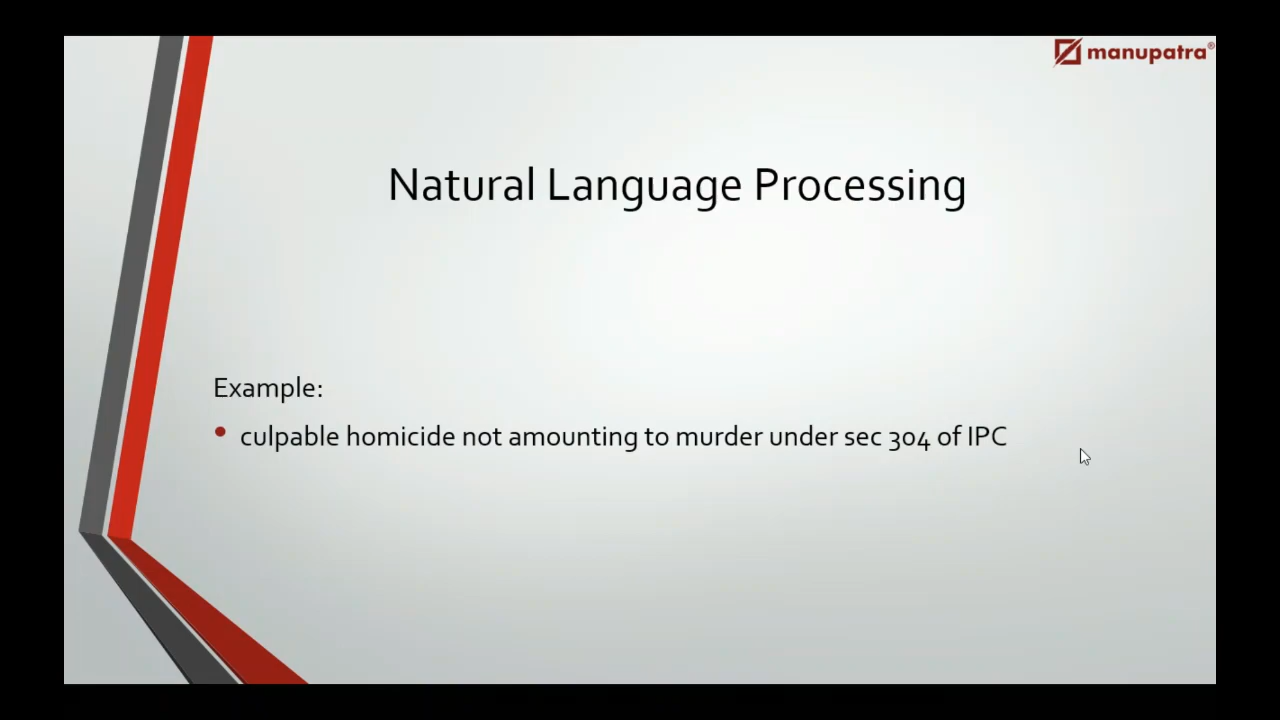 manupatra®
Natural Language Processing
Example:
• culpable homicide not amounting to murder under sec 304 of IPC